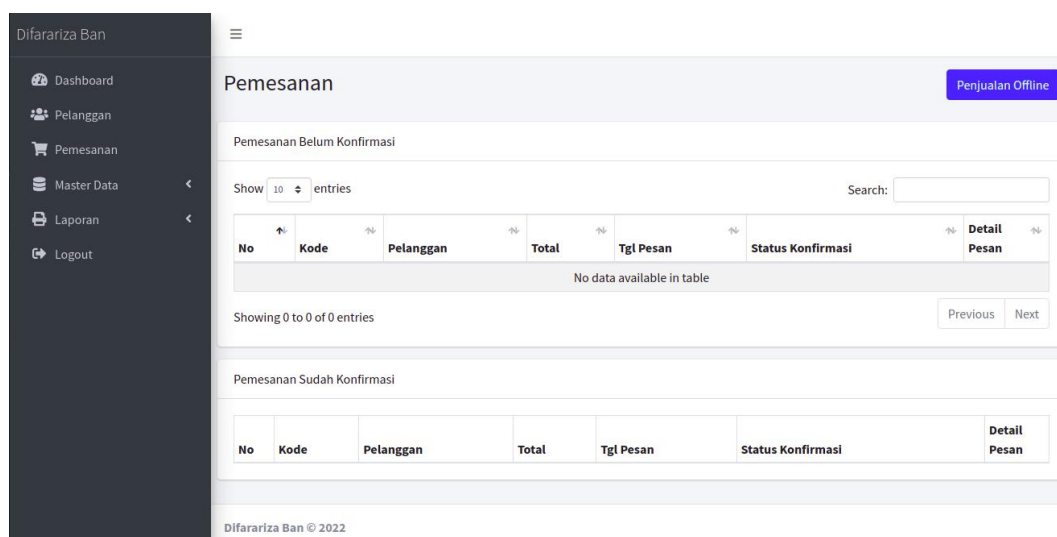 Difarariza Ban
Dashboard
Pelanggan
Pemesanan
Master Data
Laporan
Logout
Pemesanan
Penjualan Offline
Pemesanan Belum Konfirmasi
Show 10 entries
Search:
No Kode Pelanggan Total Tgl Pesan Status Konfirmasi Detail Pesan
No data available in table
Showing 0 to 0 of 0 entries
Previous Next
Pemesanan Sudah Konfirmasi
No Kode Pelanggan Total Tgl Pesan Status Konfirmasi Detail Pesan
Difarariza Ban © 2022